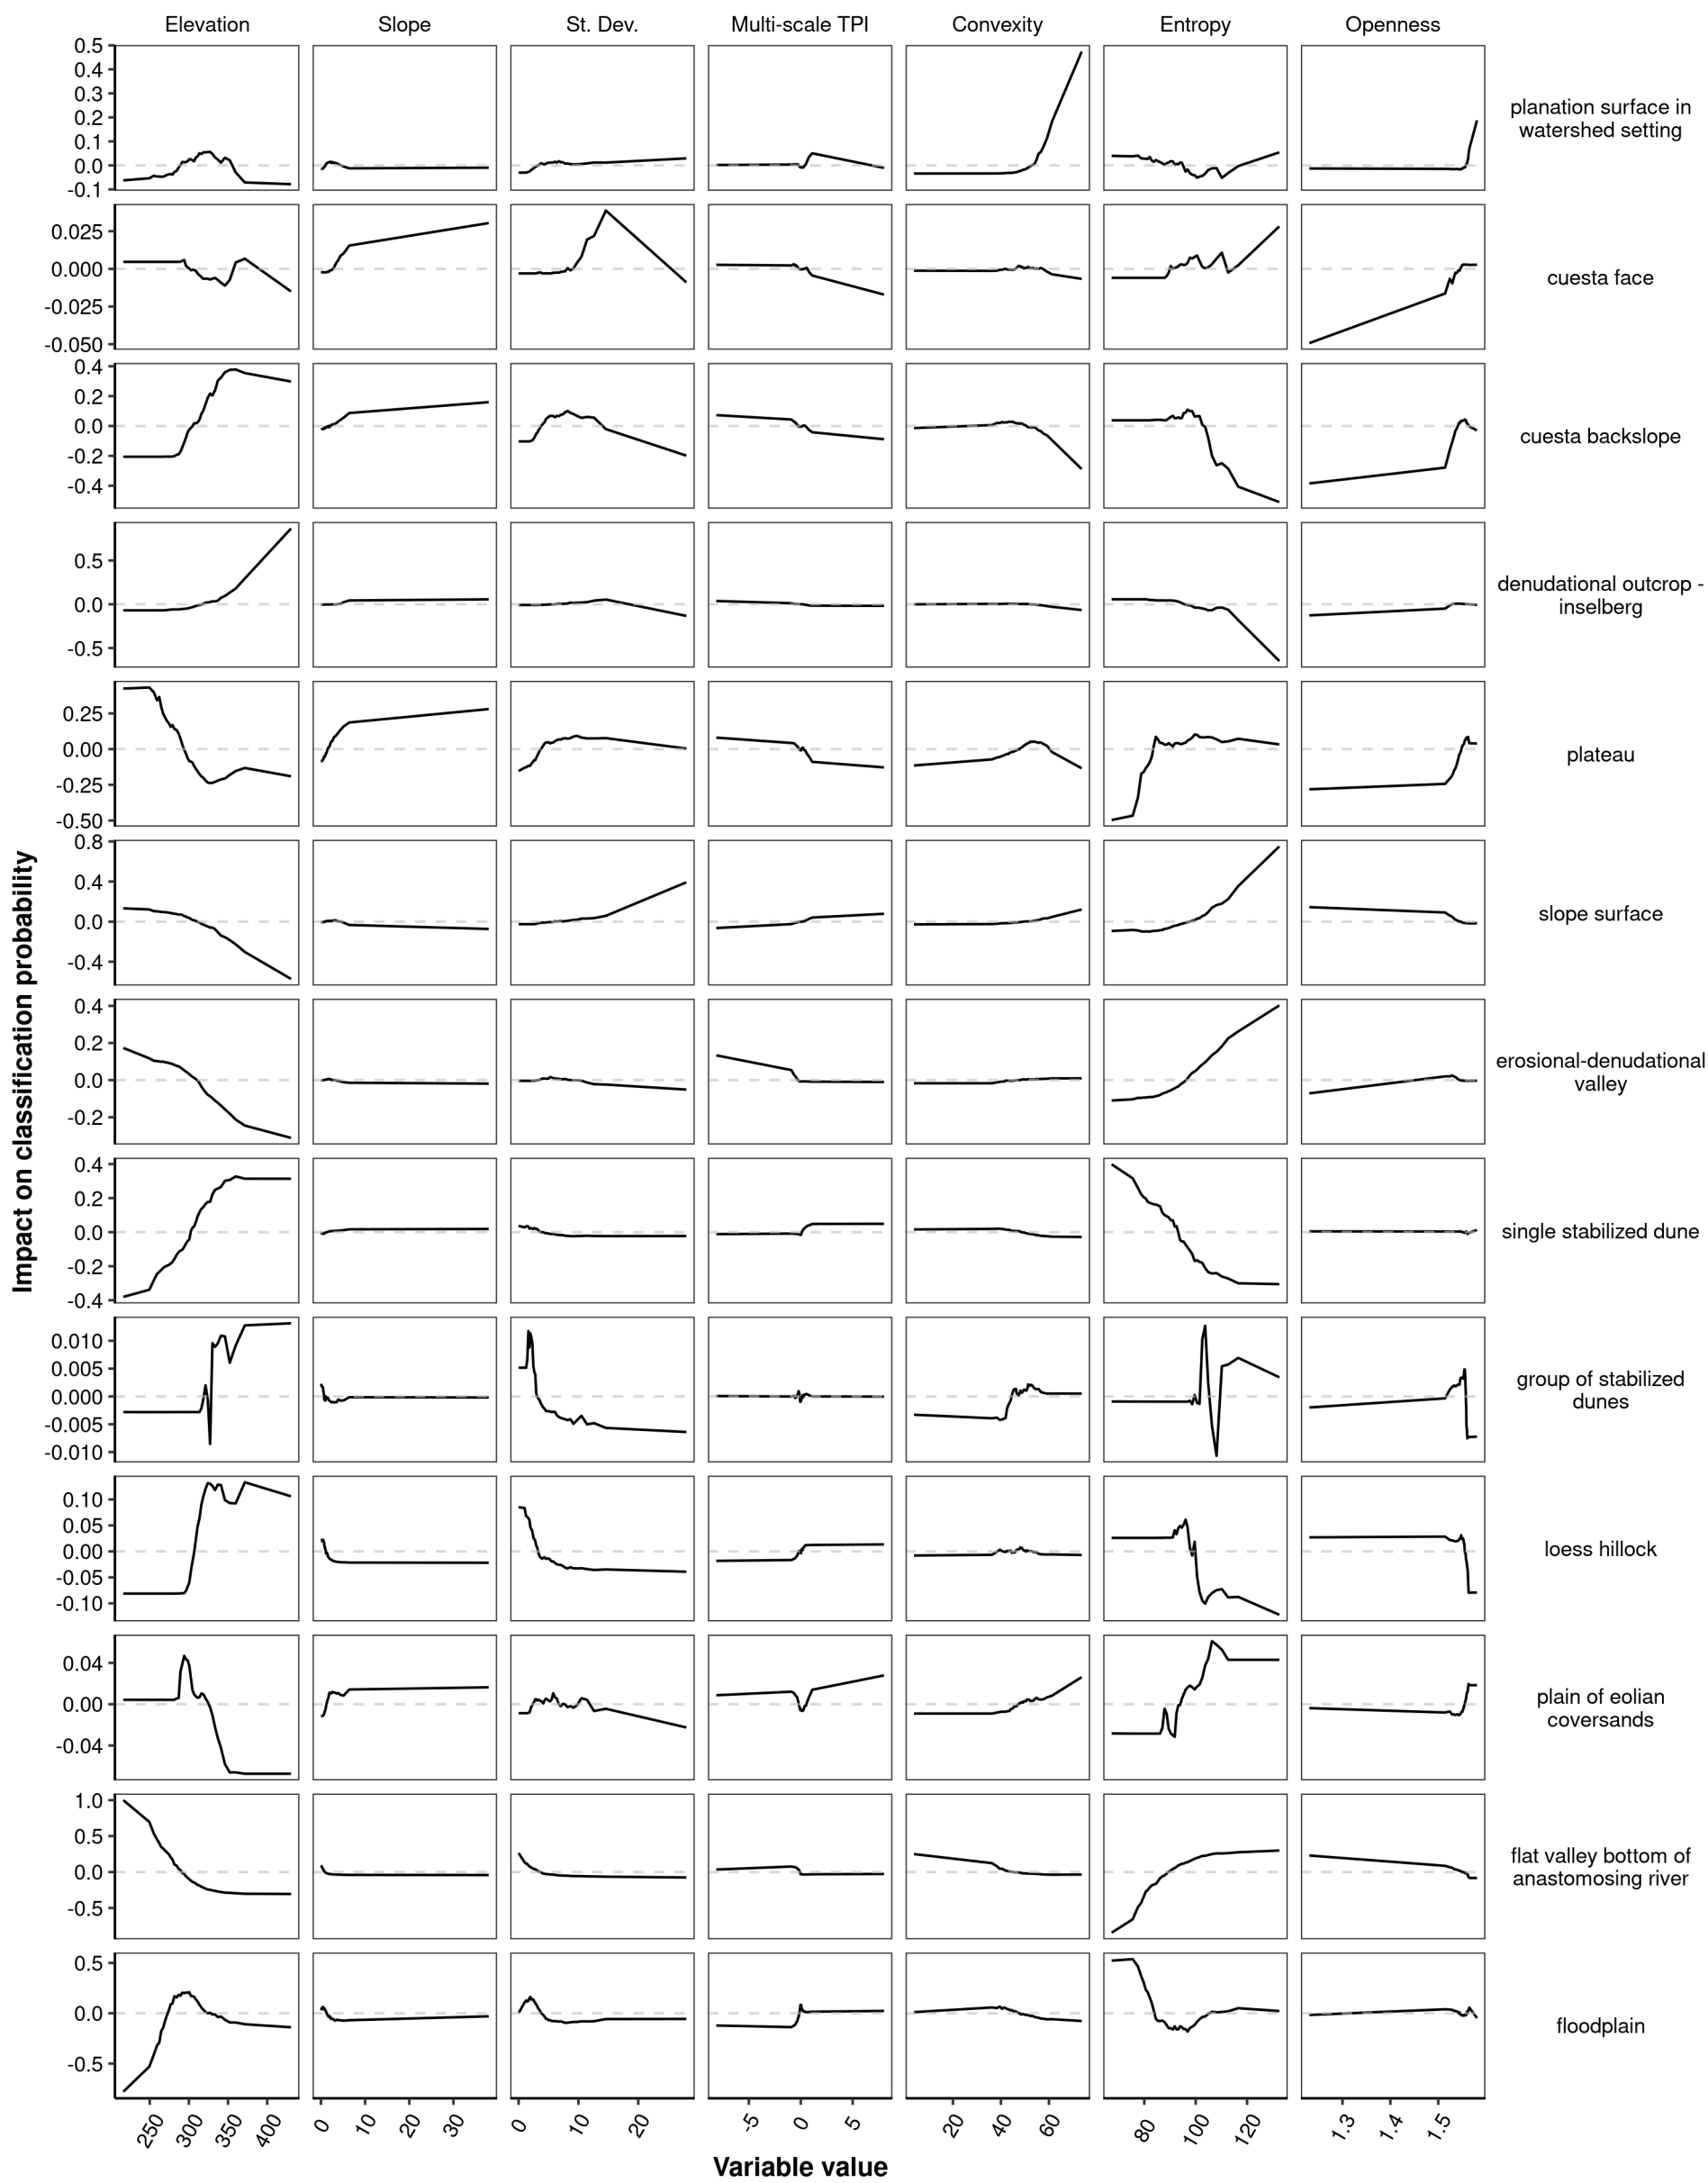 Elevation Slope St. Dev. Multi-scale TPI Convexity Entropy Openness
0.5
0.4
0.3
0.2
0.1
0.0
-0.1
planation surface in
watershed setting
0.025
0.000
-0.025
-0.050
cuesta face
0.4
0.2
0.0
-0.2
-0.4
cuesta backslope
0.5
0.0
-0.5
denudational outcrop -
inselberg
0.25
0.00
-0.25
-0.50
plateau
0.8
0.4
0.0
-0.4
slope surface
0.4
0.2
0.0
-0.2
erosional-denudational
valley
0.4
0.2
0.0
-0.2
-0.4
single stabilized dune
0.010
0.005
0.000
-0.005
-0.010
group of stabilized
dunes
0.10
0.05
0.00
-0.05
-0.10
loess hillock
0.04
0.00
-0.04
plain of eolian
coversands
1.0
0.5
0.0
-0.5
flat valley bottom of
anastomosing river
0.5
0.0
-0.5
floodplain
250 300 350 400 0 10 20 30 0 10 20 -5 0 5 20 40 60 80 100 120 1.3 1.4 1.5
Variable value
Impact on classification probability